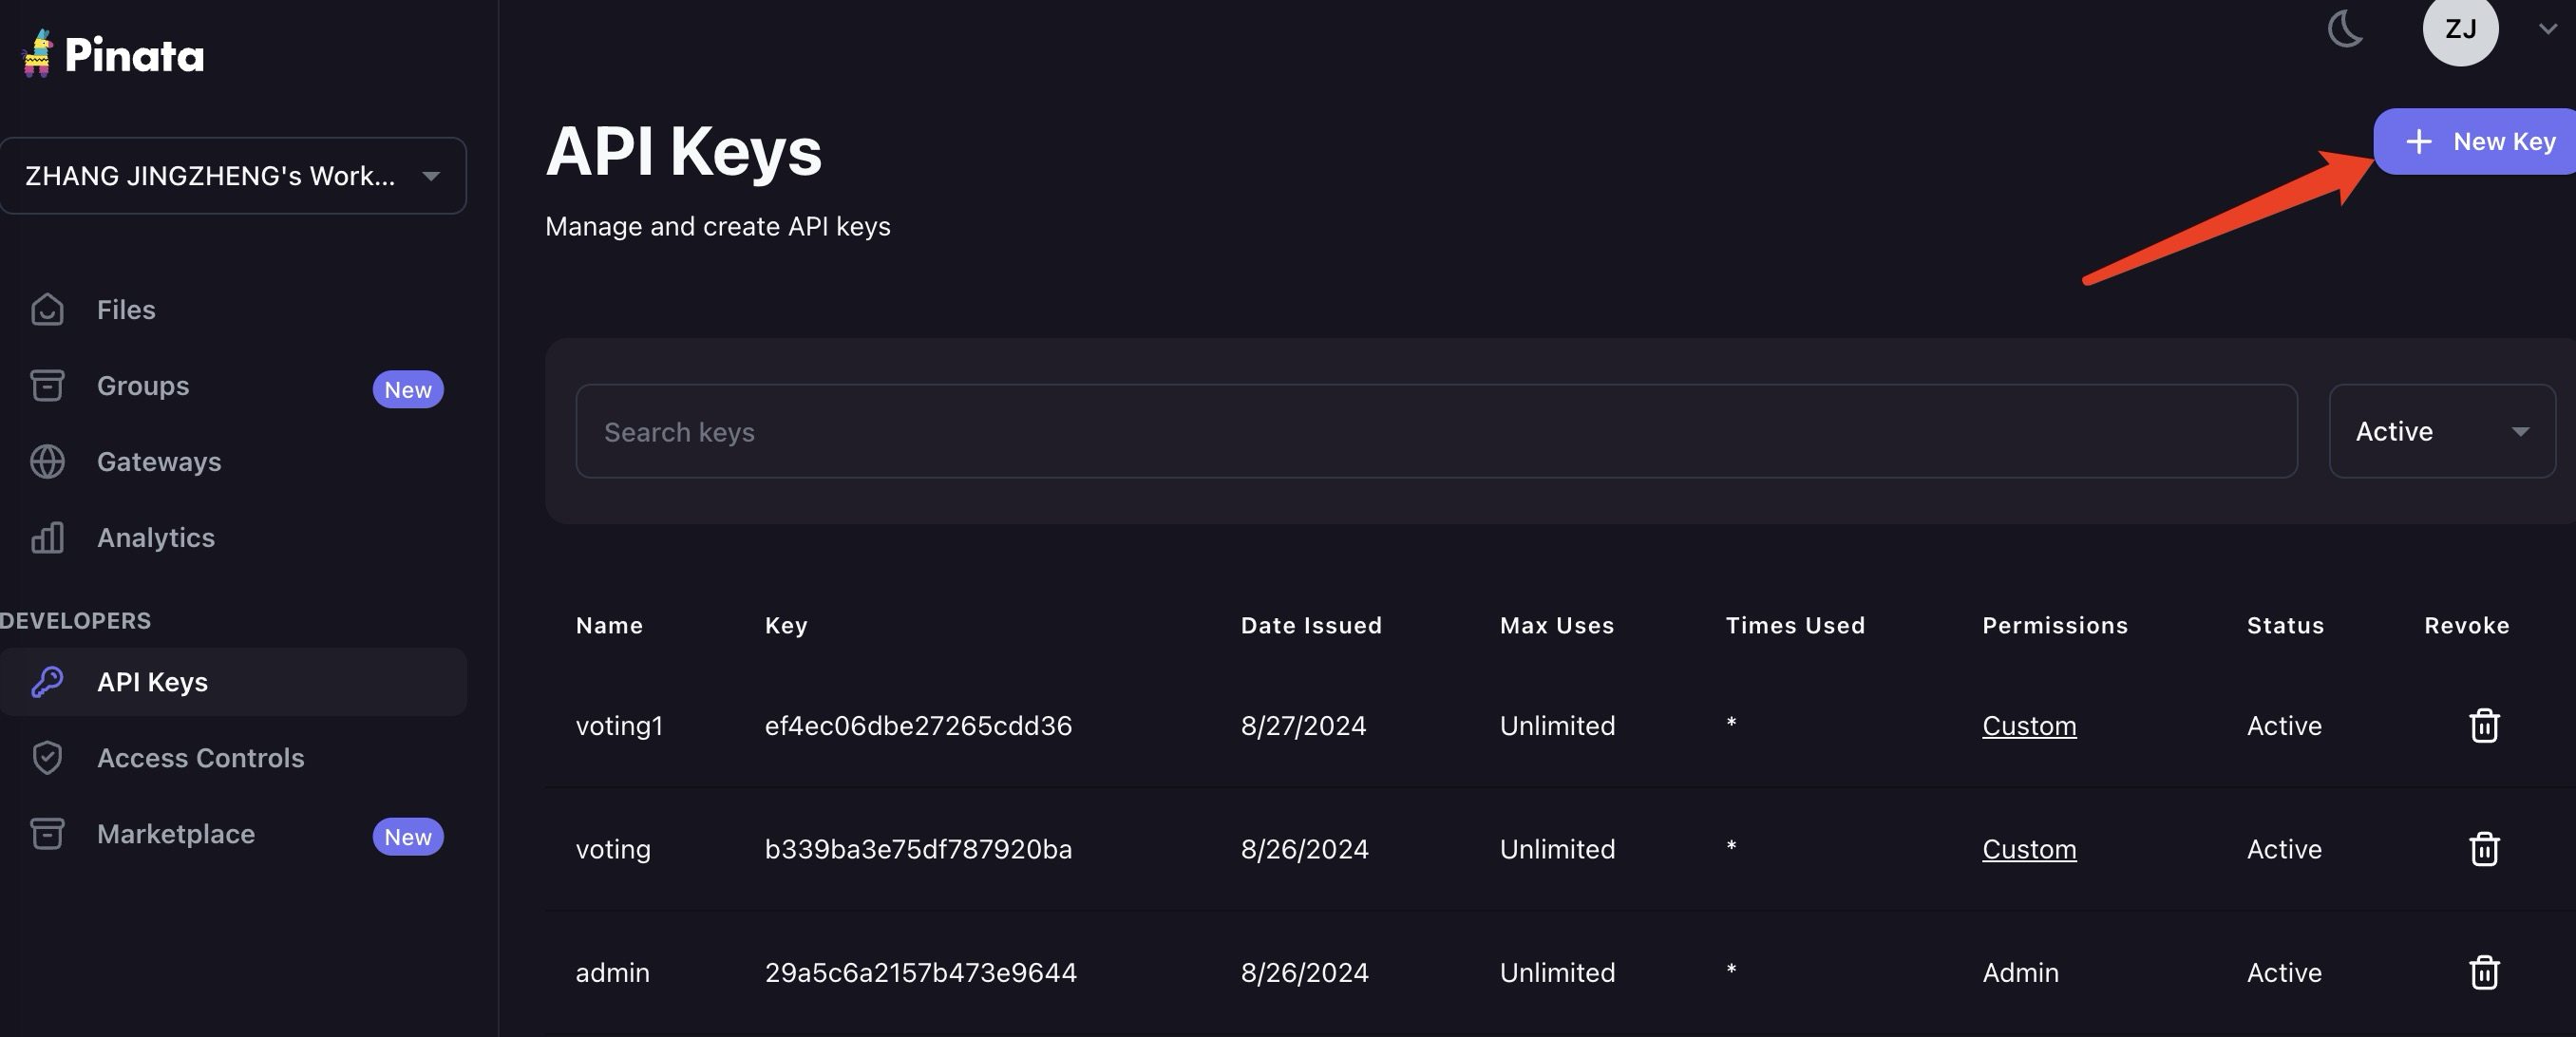 Pinata
ZJ
ZHANG JINGZHENG's Work...
Files
Groups New
Gateways
Analytics
DEVELOPERS
API Keys
Access Controls
Marketplace New
API Keys
+ New Key
Manage and create API keys
Search keys
Active
Name Key Date Issued Max Uses Times Used Permissions Status Revoke
voting1 ef4ec06dbe27265cdd36 8/27/2024 Unlimited * Custom Active
voting b339ba3e75df787920ba 8/26/2024 Unlimited * Custom Active
admin 29a5c6a2157b473e9644 8/26/2024 Unlimited * Admin Active